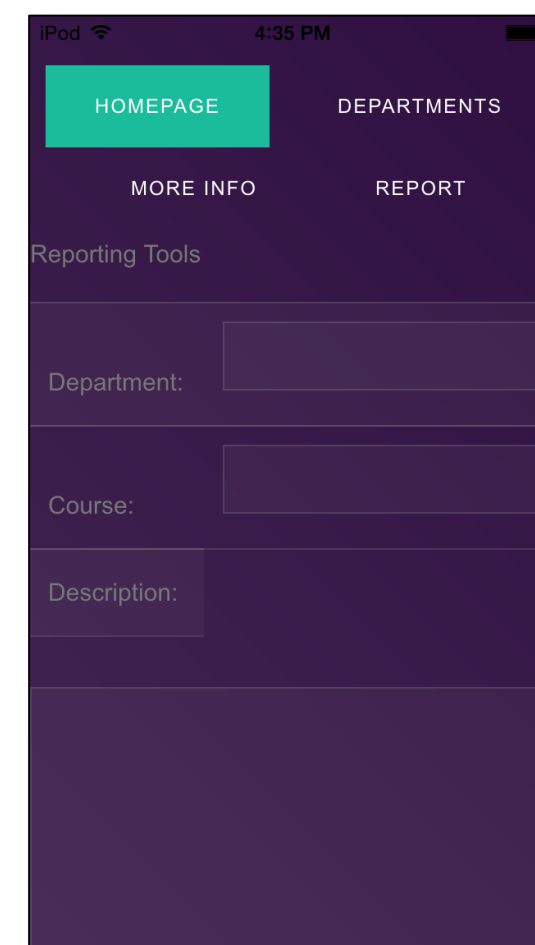 iPod 4:35 PM
HOMEPAGE DEPARTMENTS
MORE INFO REPORT
Reporting Tools
Department:
Course:
Description: